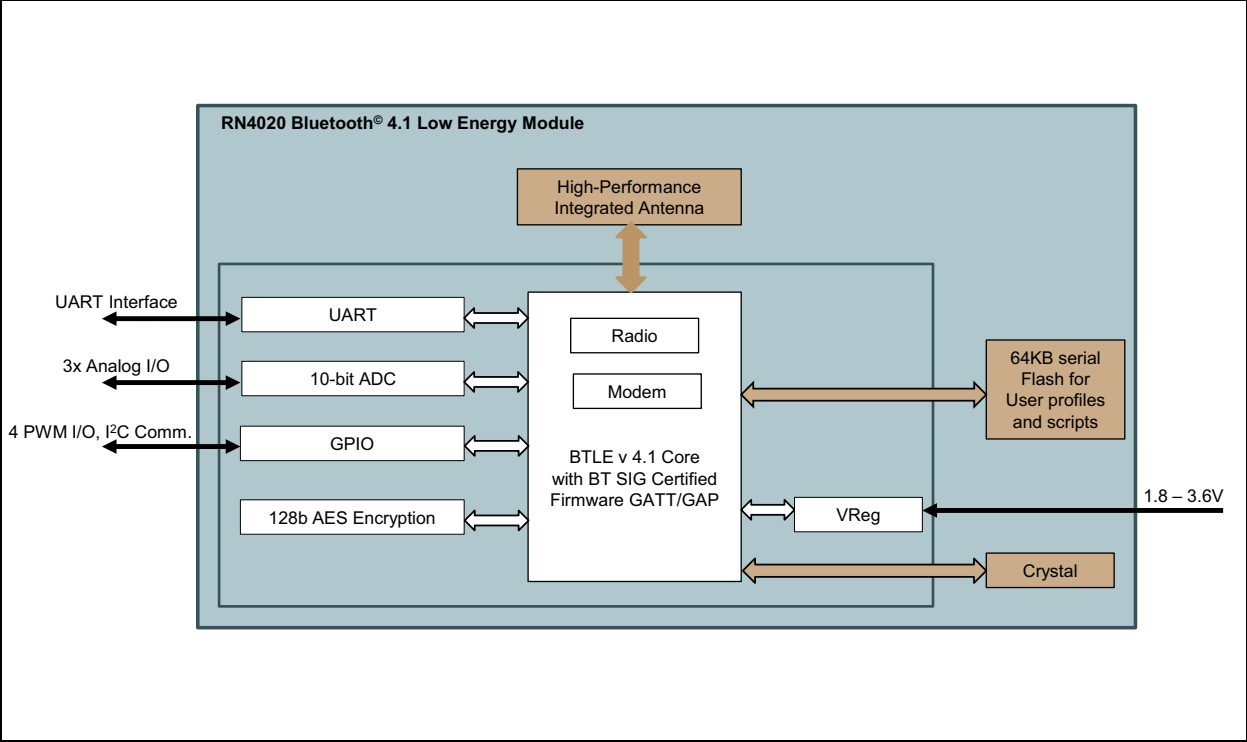 RN4020 Bluetooth© 4.1 Low Energy Module
High-Performance
Integrated Antenna
UART Interface
UART
3x Analog I/O
10-bit ADC
4 PWM I/O, I²C Comm.
GPIO
128b AES Encryption
Radio
Modem
BTLE v 4.1 Core
with BT SIG Certified
Firmware GATT/GAP
64KB serial
Flash for
User profiles
and scripts
1.8 – 3.6V
VReg
Crystal